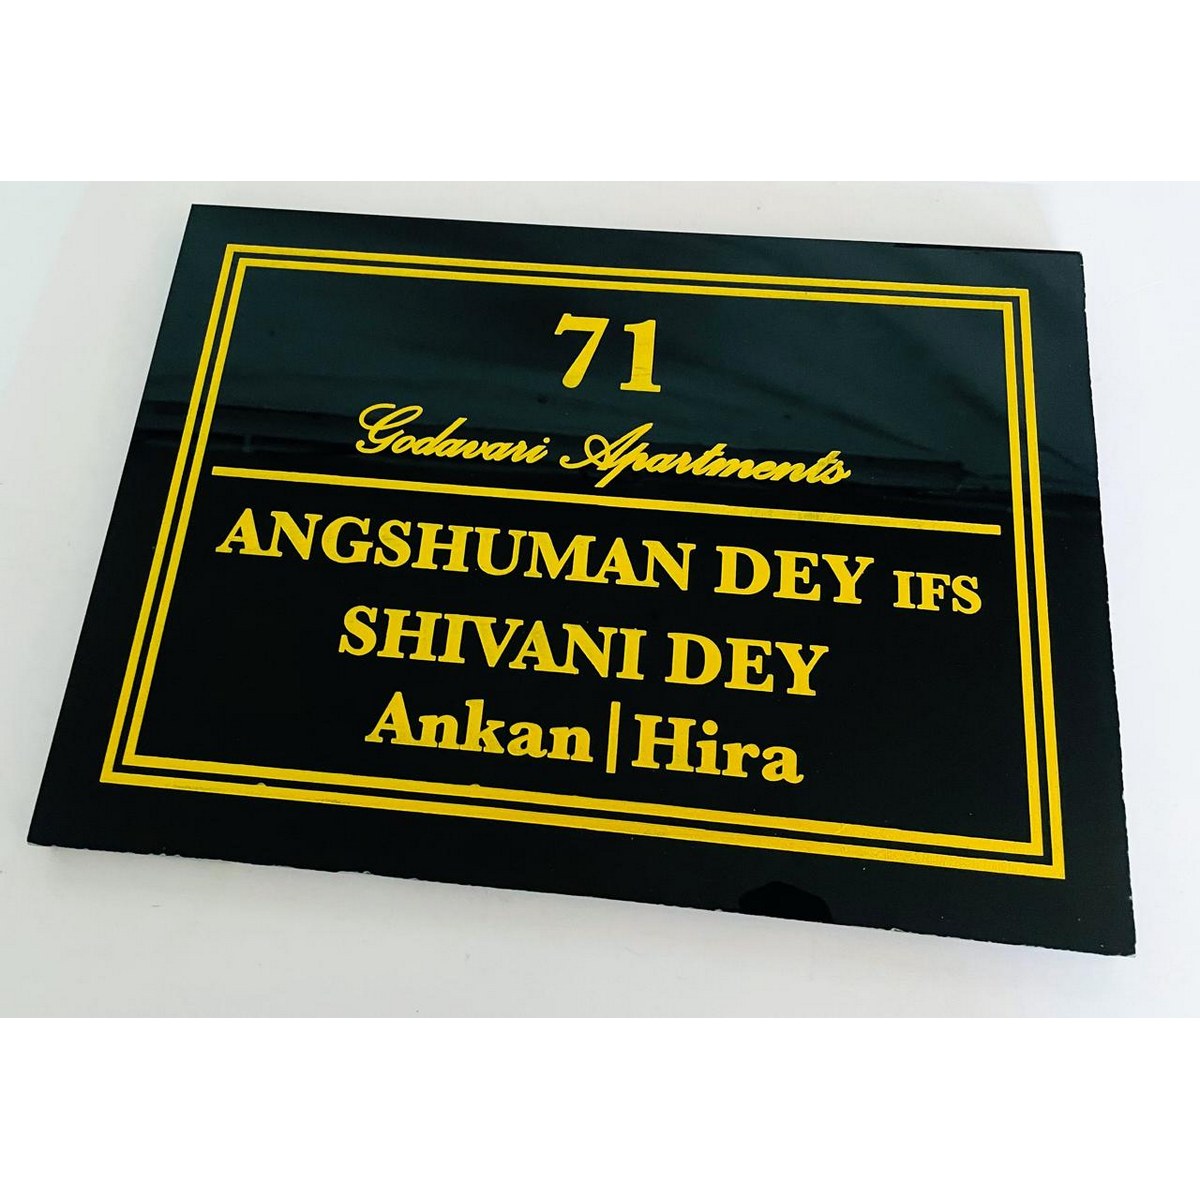 71
Godavari Apartments
ANGSHUMAN DEY IFS
SHIVANI DEY
Ankan|Hira